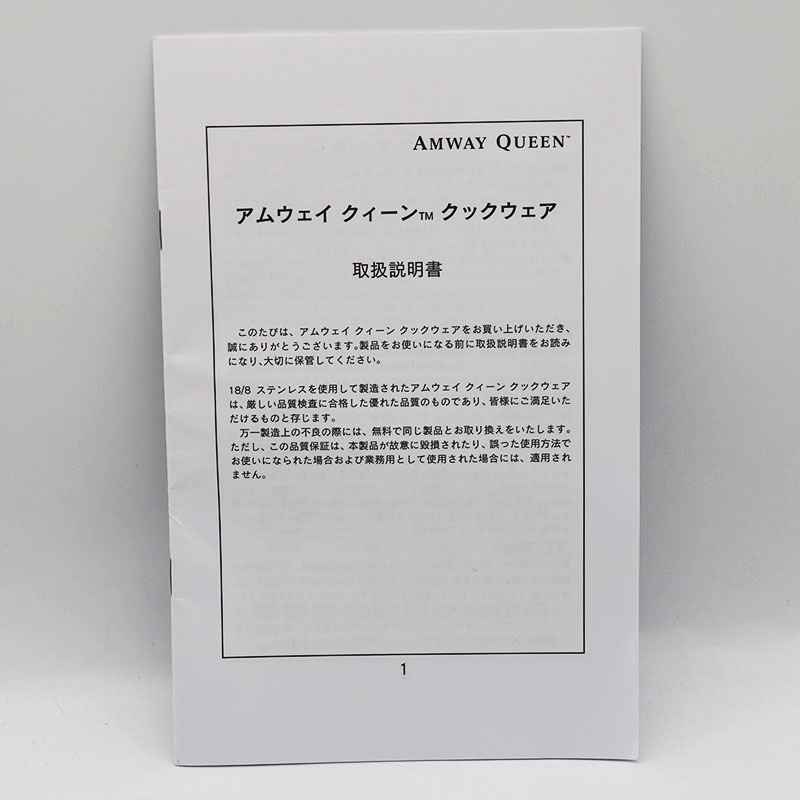 AMWAY QUEEN™
アムウェイ クィーン™ クックウェア
取扱説明書
このたびは、アムウェイ クィーン クックウェアをお買い上げいただき、
誠にありがとうございます。製品をお使いになる前に取扱説明書をお読み
になり、大切に保管してください。
18/8 ステンレスを使用して製造されたアムウェイ クィーン クックウェア
は、厳しい品質検査に合格した優れた品質のものであり、皆様にご満足いた
だけるものと存じます。
万一製造上の不良の際には、無料で同じ製品とお取り換えをいたします。
ただし、この品質保証は、本製品が故意に毀損されたり、誤った使用方法で
お使いになられた場合および業務用として使用された場合には、適用され
ません。
1